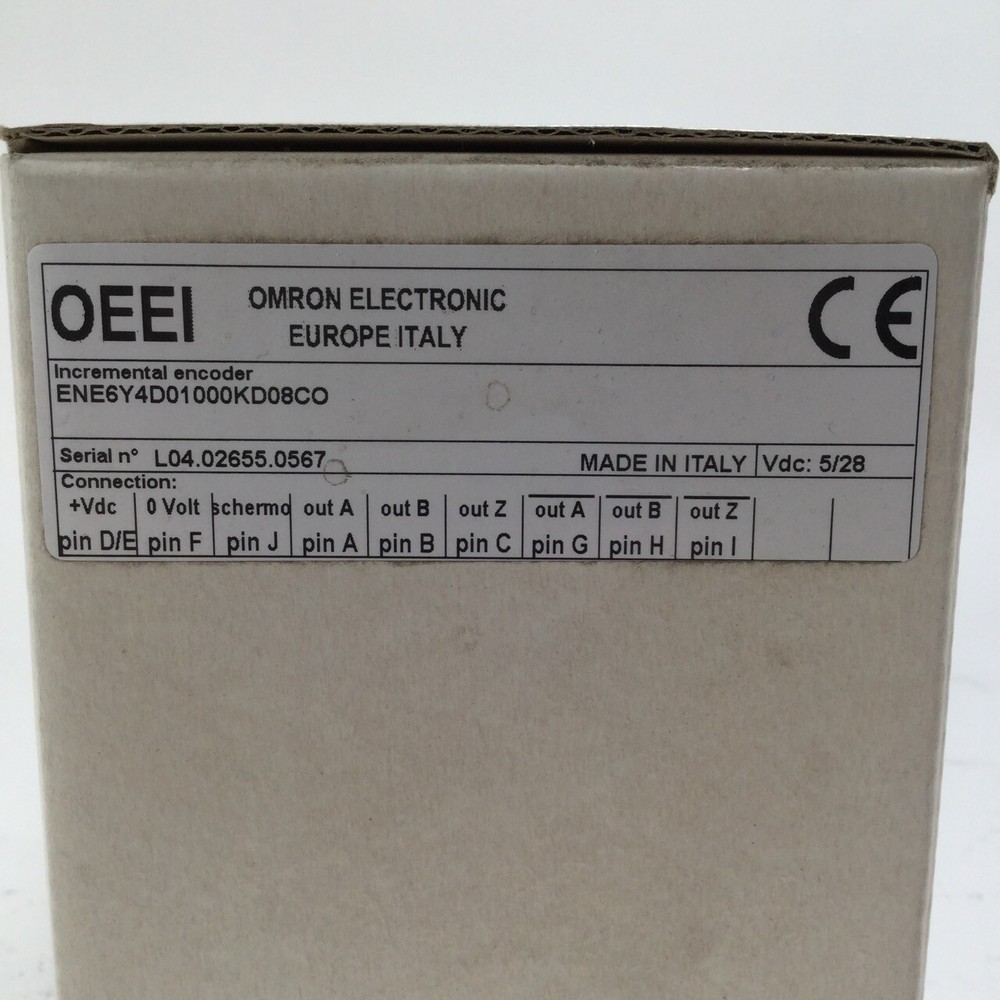 OEEI
OMRON ELECTRONIC
EUROPE ITALY
CE
Incremental encoder
ENE6Y4D01000KD08CO
Serial n° L04.02655.0567 MADE IN ITALY Vdc: 5/28
Connection:
+Vdc 0 Volt schermo out A out B out Z out A out B out Z
pin D/E pin F pin J pin A pin B pin C pin G pin H pin I